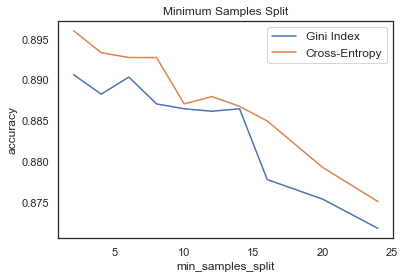 Minimum Samples Split
Gini Index
Cross-Entropy
accuracy
0.895
0.890
0.885
0.880
0.875
5
10
15
20
25
min_samples_split